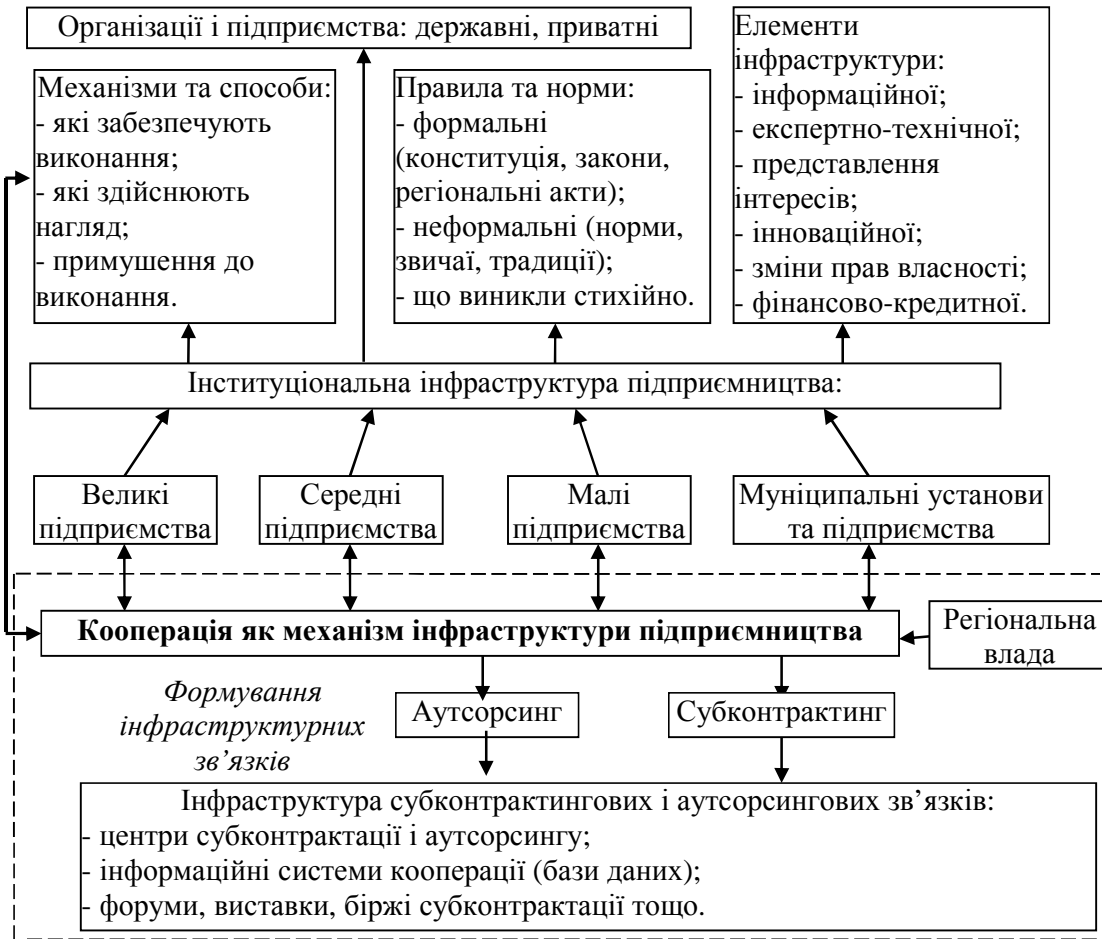 Організації і підприємства: державні, приватні
Механізми та способи:
- які забезпечують
виконання;
- які здійснюють
нагляд;
- примушення до
виконання.
Правила та норми:
- формальні
(конституція, закони,
регіональні акти);
- неформальні (норми,
звичаї, традиції);
- що виникли стихійно.
Елементи
інфраструктури:
- інформаційної;
- експертно-технічної;
- представлення
інтересів;
- інноваційної;
- зміни прав власності;
- фінансово-кредитної.
Інституціональна інфраструктура підприємництва:
Великі
підприємства
Середні
підприємства
Малі
підприємства
Муніципальні установи
та підприємства
Кооперація як механізм інфраструктури підприємництва
Регіональна
влада
Формування
інфраструктурних
зв’язків
Аутсорсинг
Субконтрактинг
Інфраструктура субконтрактингових і аутсорсингових зв’язків:
- центри субконтрактації і аутсорсингу;
- інформаційні системи кооперації (бази даних);
- форуми, виставки, біржі субконтрактації тощо.